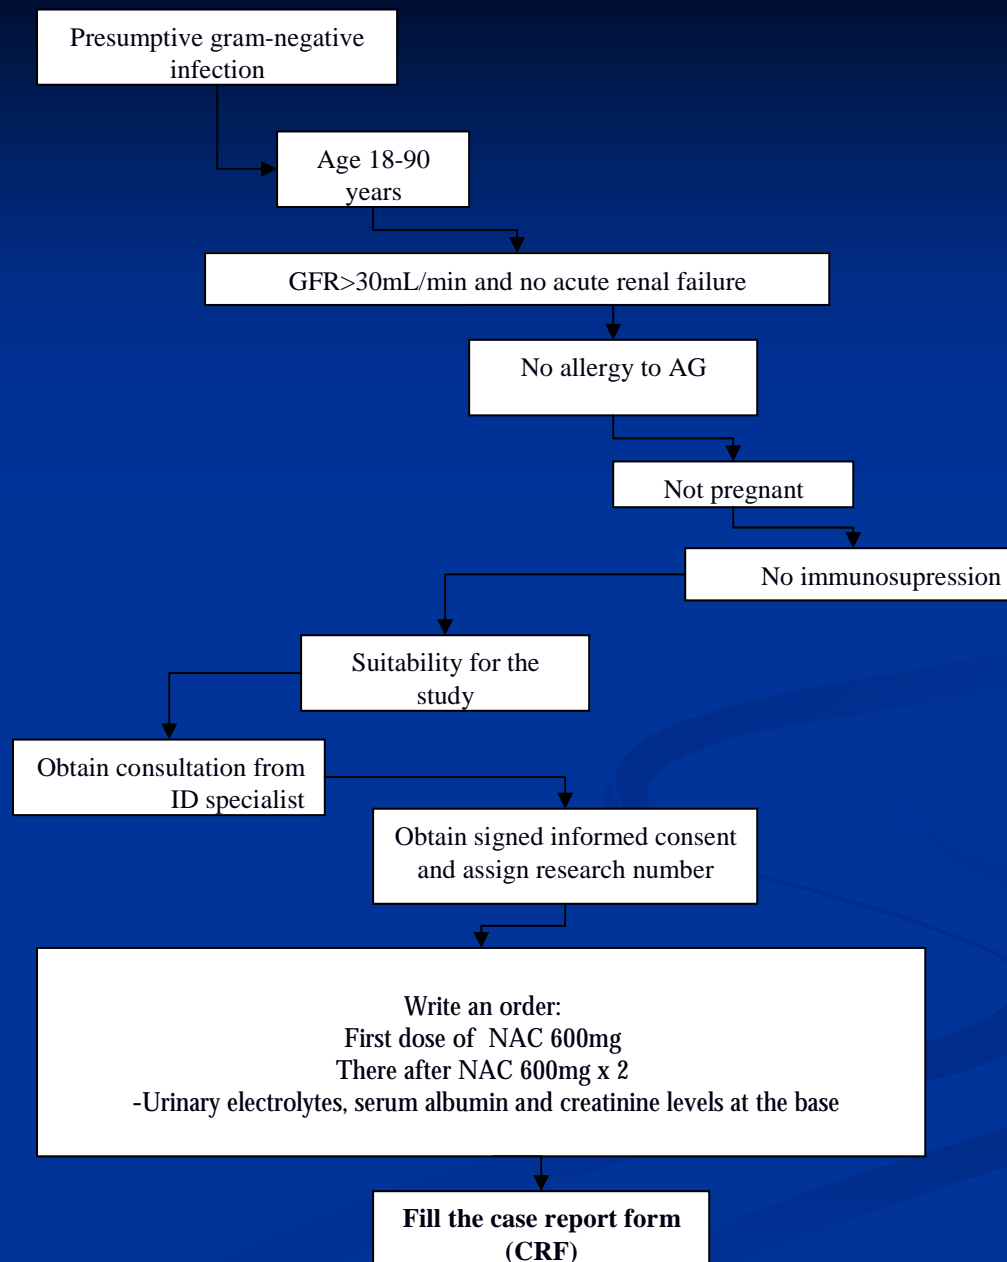 Presumptive gram-negative
infection
Age 18-90
years
GFR>30mL/min and no acute renal failure
No allergy to AG
Not pregnant
No immunosupression
Suitability for the
study
Obtain consultation from
ID specialist
Obtain signed informed consent
and assign research number
Write an order:
First dose of NAC 600mg
There after NAC 600mg x 2
-Urinary electrolytes, serum albumin and creatinine levels at the base
Fill the case report form
(CRF)